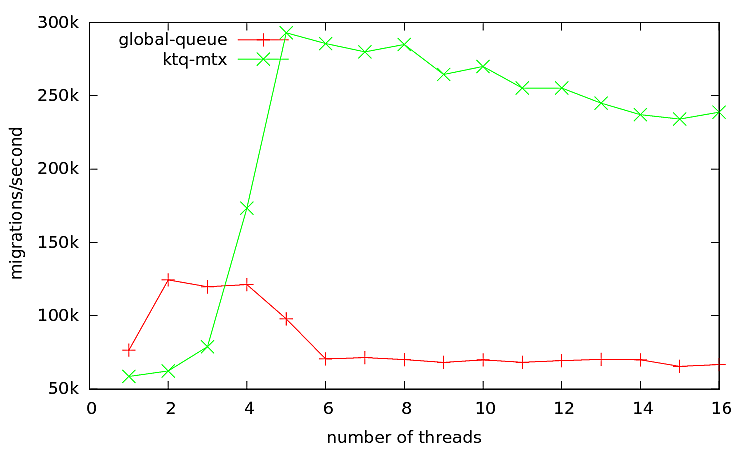 300k
250k
200k
150k
100k
50k
migrations/second
global-queue
ktq-mtx
0 2 4 6 8 10 12 14 16
number of threads